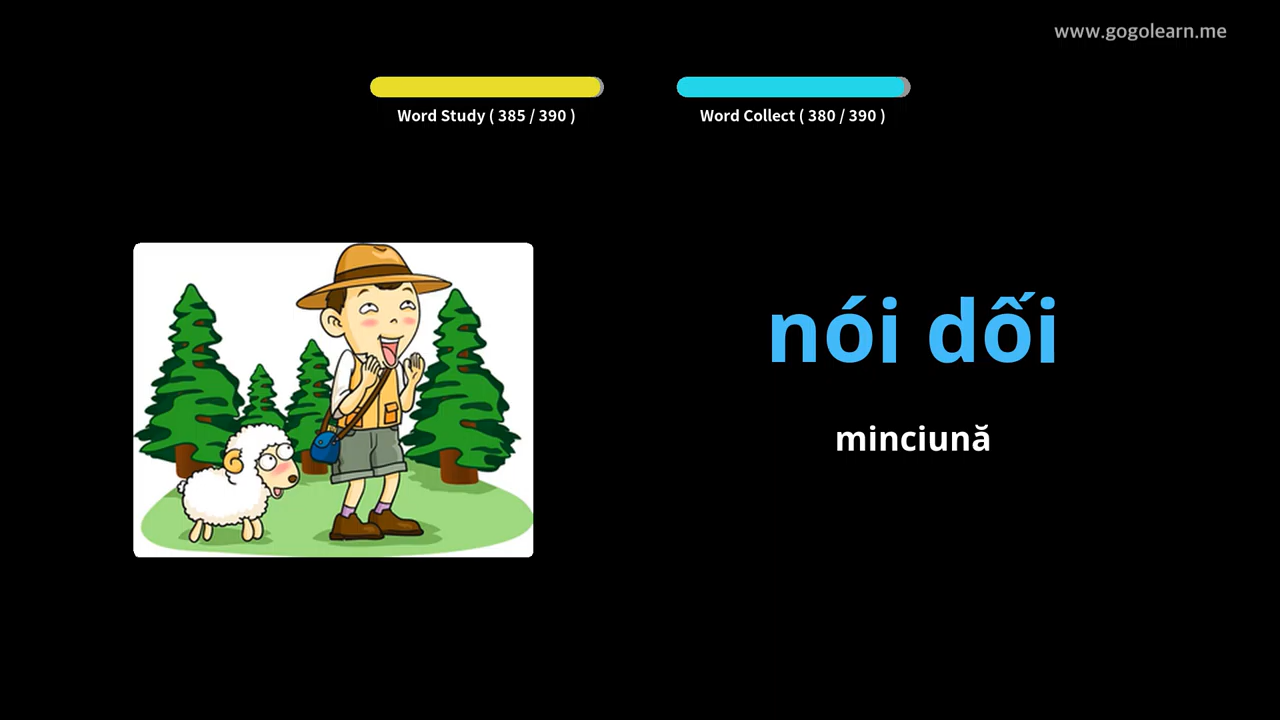 www.gogolearn.me
Word Study ( 385 / 390 )
Word Collect ( 380 / 390 )
nói dối
minciună